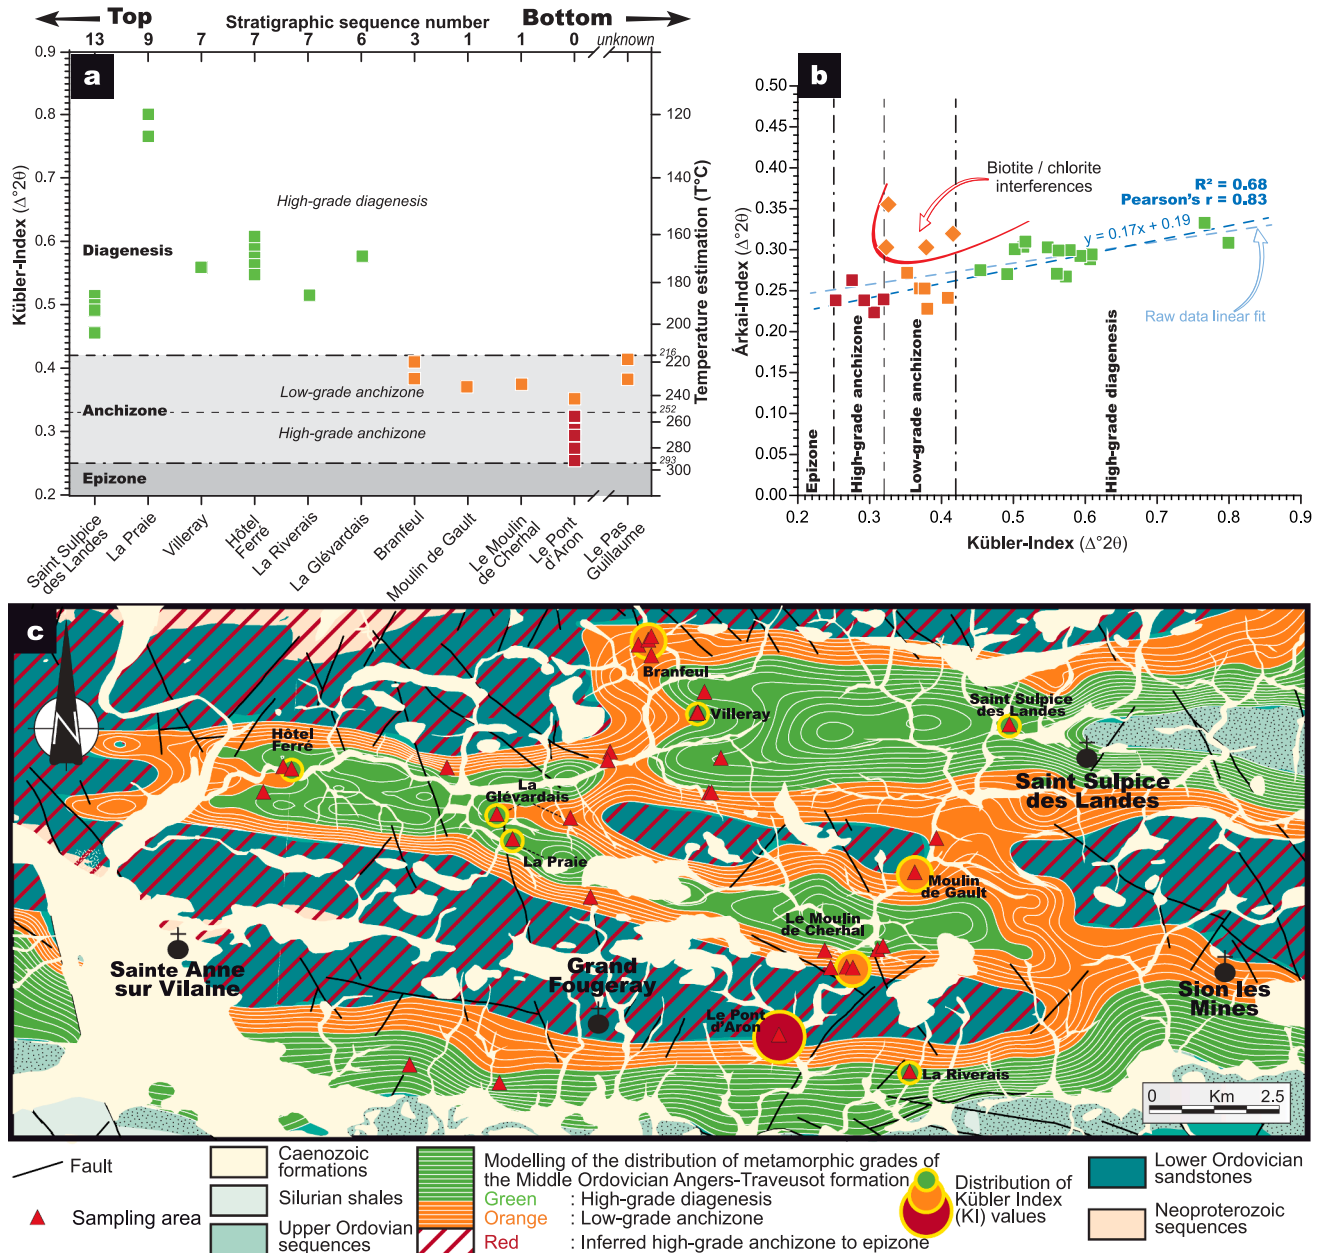 Top
Stratigraphic sequence number
Bottom
13 9 7 7 7 6 3 1 1 0 unknown
a
0.9
0.8
0.7
0.6
0.5
0.4
0.3
0.2
Kübler-Index (Δ°2θ)
High-grade diagenesis
Diagenesis
Low-grade anchizone
Anchizone
High-grade anchizone
Epizone
120
140
160
180
200
216
220
240
252
260
280
293
300
Temperature estimation (T°C)
Saint Sulpice
des Landes
La Praie
Villeray
Hôtel
Ferré
La Riverais
La Glévardais
Branfeul
Moulin de Gault
Le Moulin
de Cherhal
Le Pont
d'Aron
Le Pas
Guillaume
b
0.50
0.45
0.40
0.35
0.30
0.25
0.20
0.15
0.10
0.05
0.00
Árkai-Index (Δ°2θ)
Biotite / chlorite
interferences
R² = 0.68
Pearson's r = 0.83
y = 0.17x + 0.19
Raw data linear fit
Epizone
High-grade anchizone
Low-grade anchizone
High-grade diagenesis
0.2 0.3 0.4 0.5 0.6 0.7 0.8 0.9
Kübler-Index (Δ°2θ)
c
N
Branfeul
Villeray
Saint Sulpice
des Landes
Hôtel
Ferré
Saint Sulpice
des Landes
La
Glévardais
La Praie
Moulin
de Gault
Le Moulin
de Cherhal
Sainte Anne
sur Vilaine
Grand
Fougeray
Sion les
Mines
Le Pont
d'Aron
La Riverais
0 Km 2.5
Fault
Sampling area
Caenozoic
formations
Silurian shales
Upper Ordovian
sequences
Modelling of the distribution of metamorphic grades of
the Middle Ordovician Angers-Traveusot formation
Green : High-grade diagenesis
Orange : Low-grade anchizone
Red : Inferred high-grade anchizone to epizone
Distribution of
Kübler Index
(KI) values
Lower Ordovician
sandstones
Neoproterozoic
sequences